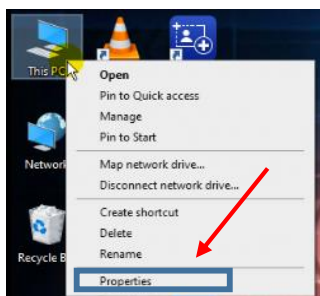 This PC
Open
Pin to Quick access
Manage
Pin to Start
Network
Map network drive...
Disconnect network drive...
Create shortcut
Delete
Recycle B
Rename
Properties